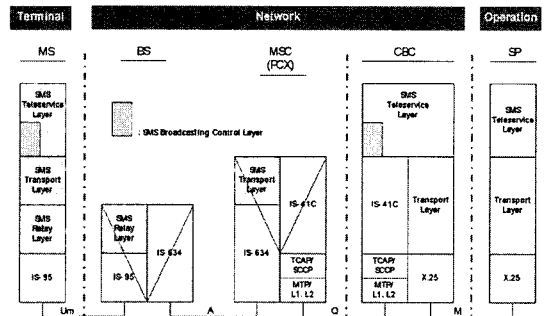 Terminal
Network
Operation
MS
BS
MSC
(PCX)
CBC
SP
SMS
Teleservice
Layer
SMS
Transport
Layer
SMS
Relay
Layer
IS-95
: SMS Broadcasting Control Layer
SMS
Relay
Layer
IS-95
IS-634
SMS
Transport
Layer
IS-634
IS-41C
TCAP/
SCCP
MTP/
L1, L2
SMS
Teleservice
Layer
IS-41C
TCAP/
SCCP
MTP/
L1, L2
Transport
Layer
X.25
SMS
Teleservice
Layer
Transport
Layer
X.25
Um
A
Q
M